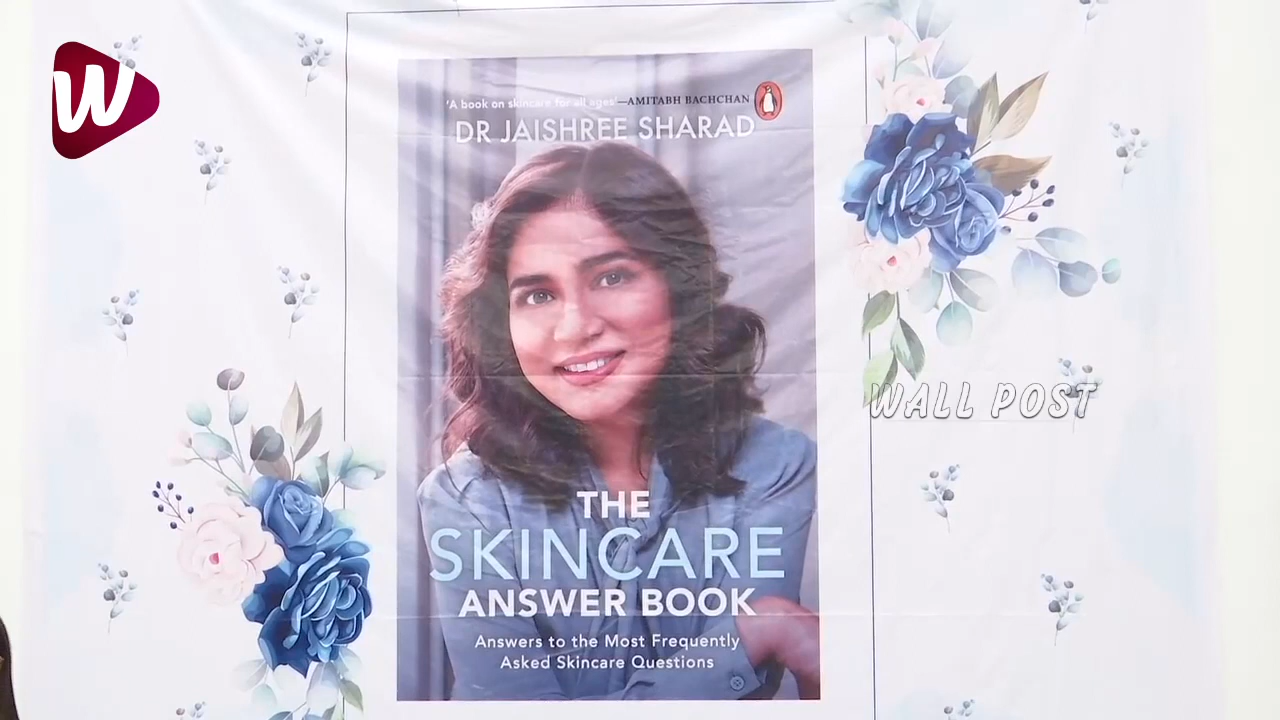 W
'A book on skincare for all ages'—AMITABH BACHCHAN
DR JAISHREE SHARAD
WALL POST
THE
SKINCARE
ANSWER BOOK
Answers to the Most Frequently
Asked Skincare Questions